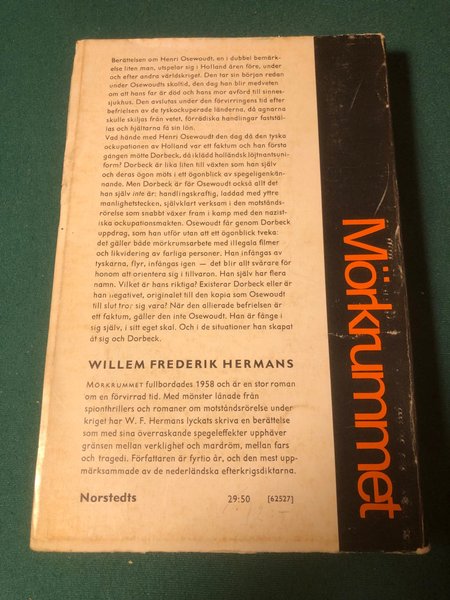 Berättelsen om Henri Osewoudt, en i dubbel bemärk-
else liten man, utspelar sig i Holland åren före, under
och efter andra världskriget. Den tar sin början redan
under Osewoudts skoltid, den dag han blir medveten
om att hans far är död och hans mor avförd till sinnes-
sjukhus. Den avslutas under den förvirringens tid efter
befrielsen av de tyskockuperade länderna, då agnarna
skulle skiljas från vetet, förrädiska handlingar faststäl-
las och hjältarna få sin lön.
Vad hände med Henri Osewoudt den dag då den tyska
ockupationen av Holland var ett faktum och han första
gången mötte Dorbeck, då iklädd holländsk löjtnantsuni-
form? Dorbeck är lika liten till växten som han själv
och deras ögon möts i ett ögonblick av spegeligenkän-
nande. Men Dorbeck är för Osewoudt också allt det
han själv inte är: handlingskraftig, laddad med yttre
manlighetstecken, självklart verksam i den motstånds-
rörelse som snabbt växer fram i kamp med den nazist-
iska ockupationsmakten. Osewoudt får genom Dorbeck
uppdrag, som han utför utan att ett ögonblick tveka:
det gäller både mörkrumsarbete med illegala filmer
och likvidering av farliga personer. Han infångas av
tyskarna, flyr, infångas igen — det blir allt svårare för
honom att orientera sig i tillvaron. Han själv har flera
namn. Vilket är hans riktiga? Existerar Dorbeck eller är
han negativet, originalet till den kopia som Osewoudt
till slut tror sig vara? När den allierade befrielsen är
ett faktum, gäller den inte Osewoudt. Han är fånge i
sig själv, i sitt eget skal. Och i de situationer han skapat
åt sig och Dorbeck.
WILLEM FREDERIK HERMANS
MÖRKRUMMET fullbordades 1958 och är en stor roman
om en förvirrad tid. Med mönster lånade från
spionthrillers och romaner om motståndsrörelse under
kriget har W. F. Hermans lyckats skriva en berättelse
som med sina överraskande spegeleffekter upphäver
gränsen mellan verklighet och mardröm, mellan fars
och tragedi. Författaren är fyrtio år, och den mest upp-
märksammade av de nederländska efterkrigsdiktarna.
Norstedts 29:50 [62527]
Mörkrummet